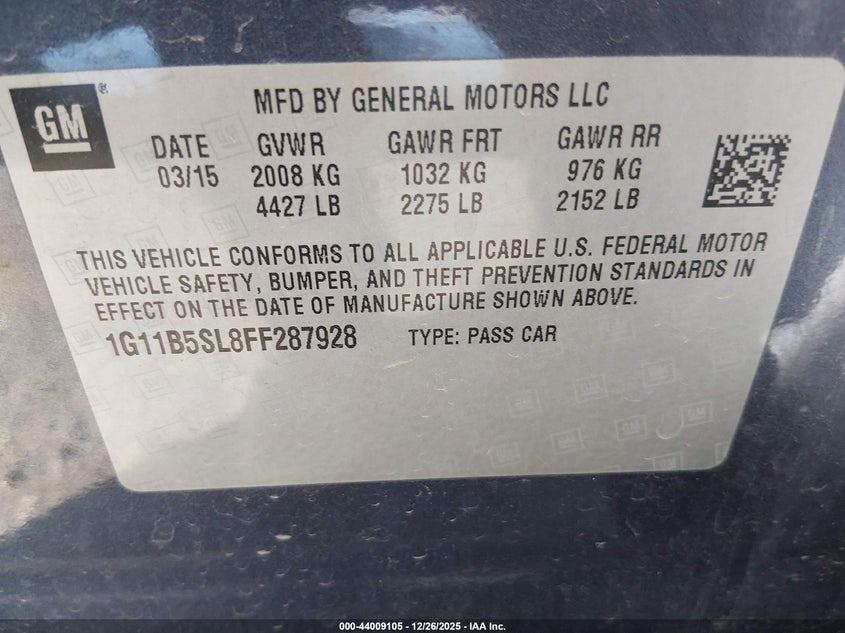 GM
MFD BY GENERAL MOTORS LLC
DATE GVWR GAWR FRT GAWR RR
03/15 2008 KG 1032 KG 976 KG
4427 LB 2275 LB 2152 LB
THIS VEHICLE CONFORMS TO ALL APPLICABLE U.S. FEDERAL MOTOR
VEHICLE SAFETY, BUMPER, AND THEFT PREVENTION STANDARDS IN
EFFECT ON THE DATE OF MANUFACTURE SHOWN ABOVE.
1G11B5SL8FF287928 TYPE: PASS CAR
000-44009105 - 12/26/2025 - IAA Inc.